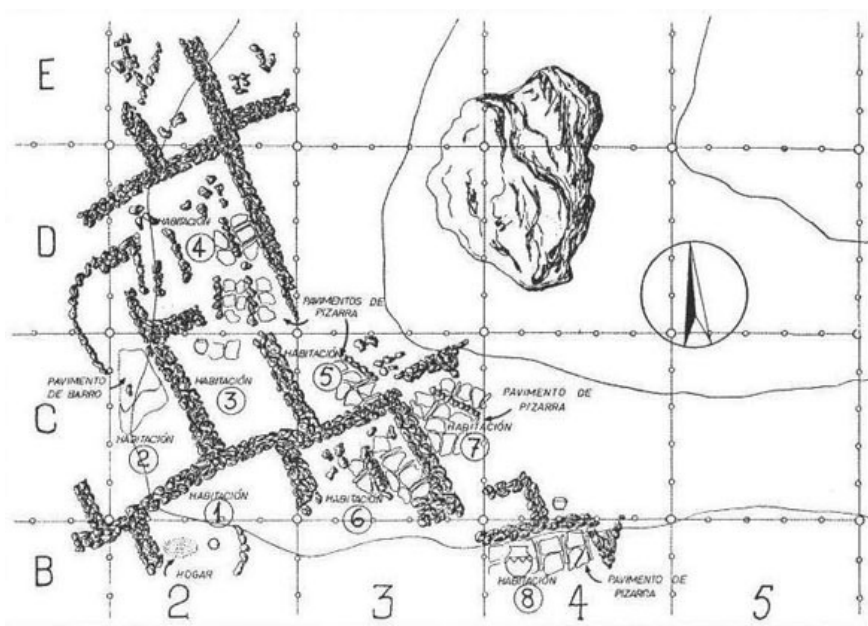 E
D
HABITACIÓN
4
PAVIMENTOS DE
PIZARRA
HABITACIÓN
5
PAVIMENTO
DE BARRO
HABITACIÓN
3
PAVIMENTO DE
PIZARRA
C
HABITACIÓN
2
HABITACIÓN
7
HABITACIÓN
1
HABITACIÓN
6
B
HOGAR
HABITACIÓN
8
PAVIMENTO DE
PIZARRA
2
3
4
5